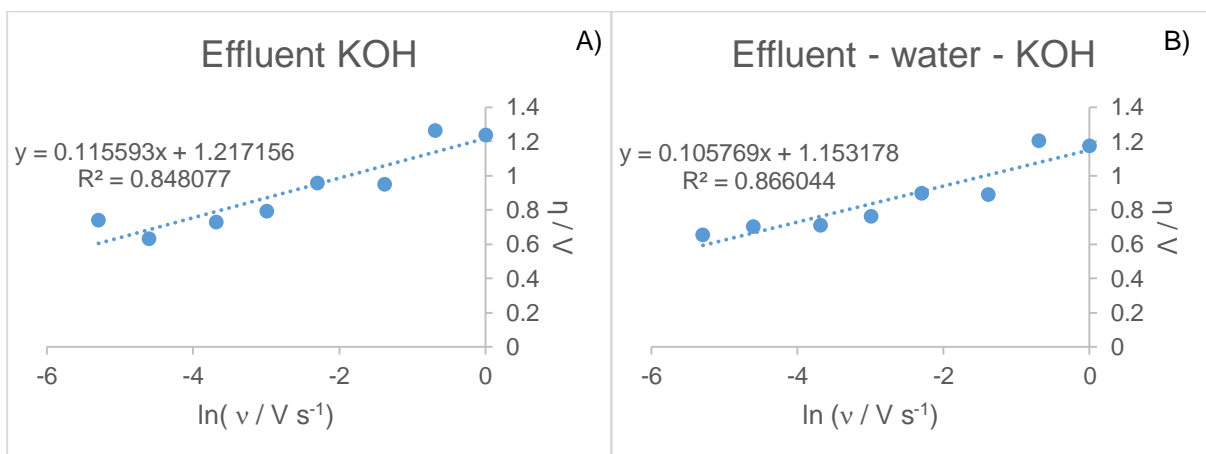 Effluent KOH
A)
y = 0.115593x + 1.217156
R² = 0.848077
1.4
1.2
1
0.8
0.6
0.4
0.2
0
η / V
-6
-4
-2
0
ln( ν / V s⁻¹)
Effluent - water - KOH
B)
y = 0.105769x + 1.153178
R² = 0.866044
1.4
1.2
1
0.8
0.6
0.4
0.2
0
η / V
-6
-4
-2
0
ln (ν / V s⁻¹)